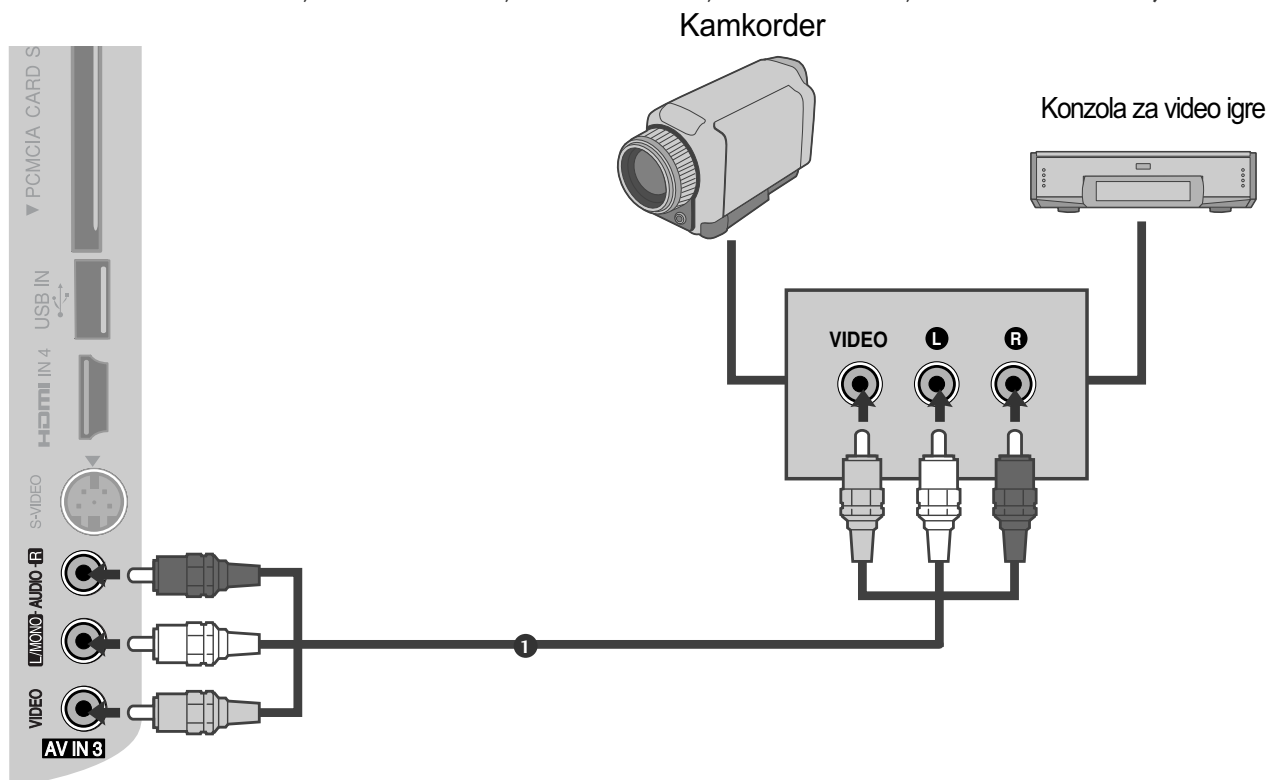 Kamkorder
Konzola za video igre
VIDEO L R
▼ PCMCIA CARD S
USB IN
HDMI IN 4
S-VIDEO
L/MONO-AUDIO-R
VIDEO
AV IN 3
1